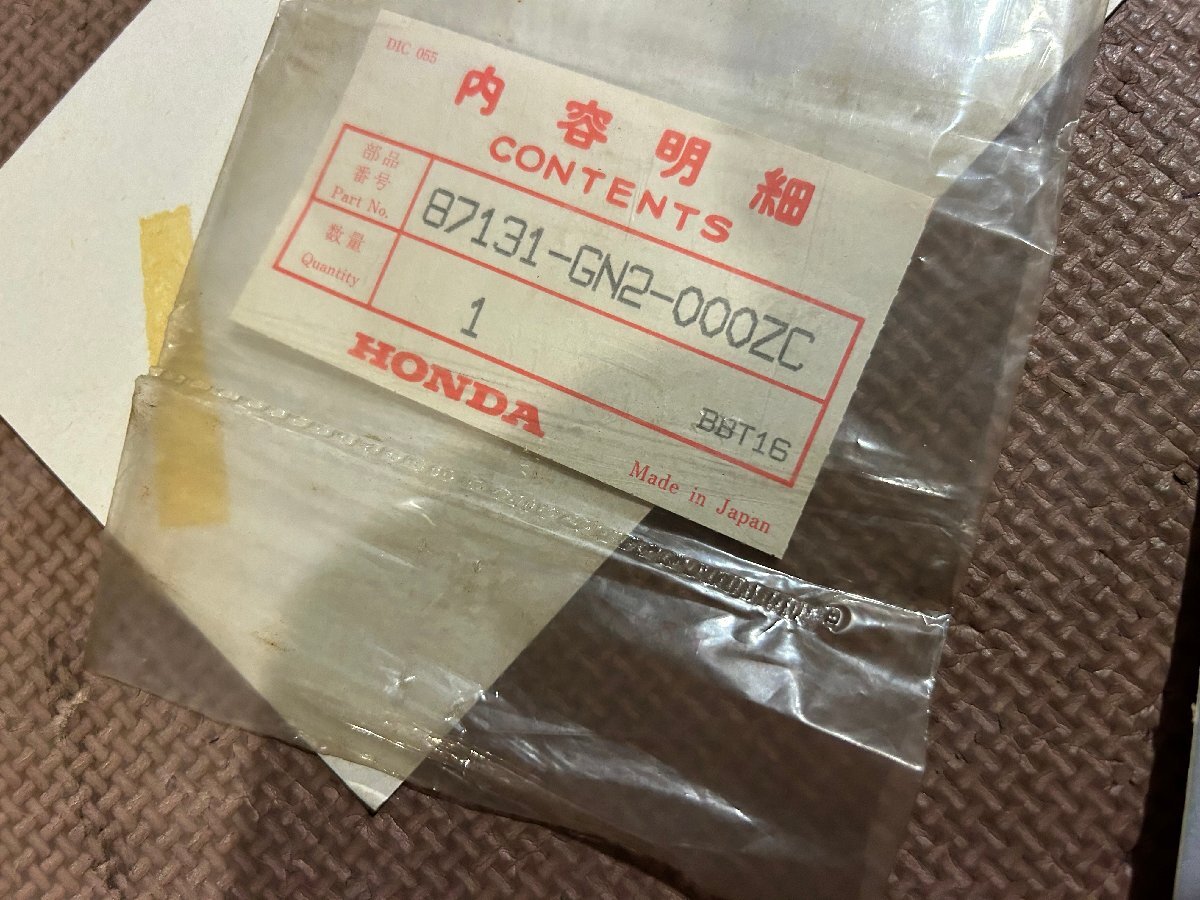 DIC 055
内容明細
CONTENTS
部品
番号
Part No.
87131-GN2-000ZC
数量
Quantity
1
BBT16
HONDA
Made in Japan